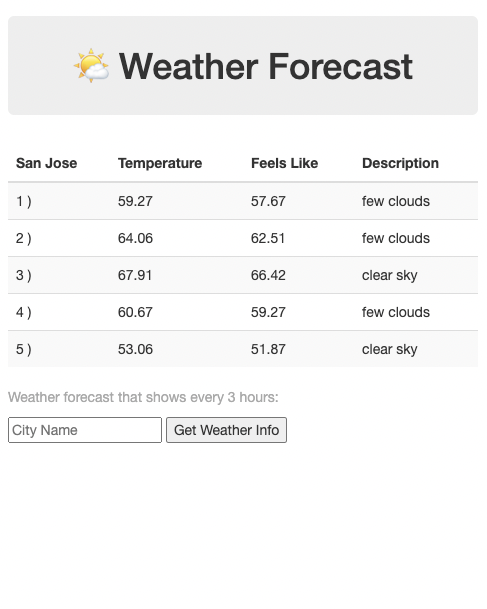 🌤️ Weather Forecast
San Jose Temperature Feels Like Description
1 ) 59.27 57.67 few clouds
2 ) 64.06 62.51 few clouds
3 ) 67.91 66.42 clear sky
4 ) 60.67 59.27 few clouds
5 ) 53.06 51.87 clear sky
Weather forecast that shows every 3 hours:
City Name Get Weather Info